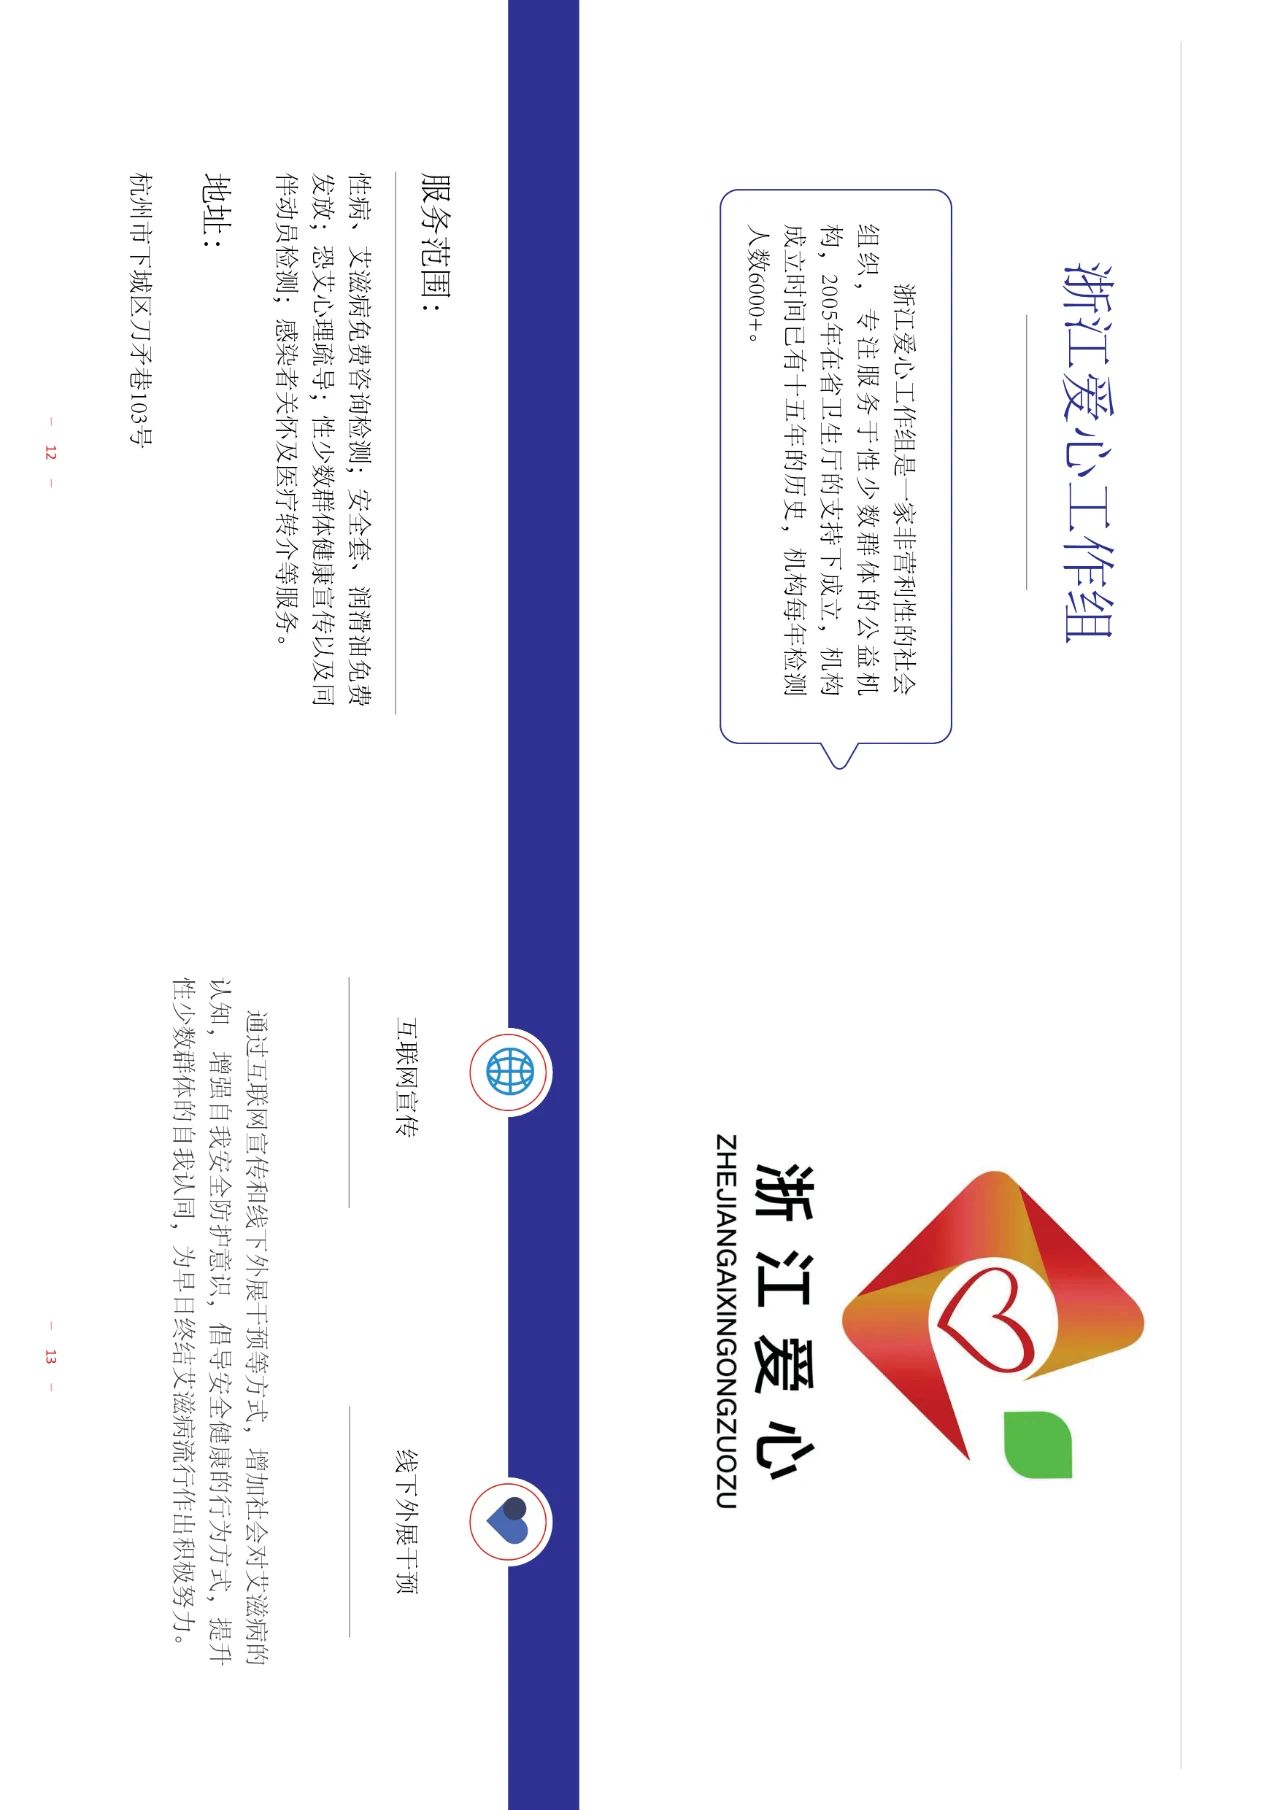 浙江爱心工作组
浙江爱心工作组是一家非营利性的社会
组织，专注服务于性少数群体的公益机
构，2005年在省卫生厅的支持下成立，机构
成立时间已有十五年的历史，机构每年检测
人数6000+。
服务范围：
性病、艾滋病免费咨询检测；安全套、润滑油免费
发放；恐艾心理疏导；性少数群体健康宣传以及同
伴动员检测；感染者关怀及医疗转介等服务。
地址：
杭州市下城区刀矛巷103号
— 12 —
浙江爱心
ZHEJIANGAIXINGONGZUOZU
互联网宣传
线下外展干预
通过互联网宣传和线下外展干预等方式，增加社会对艾滋病的
认知，增强自我安全防护意识，倡导安全健康的行为方式，提升
性少数群体的自我认同，为早日终结艾滋病流行作出积极努力。
— 13 —